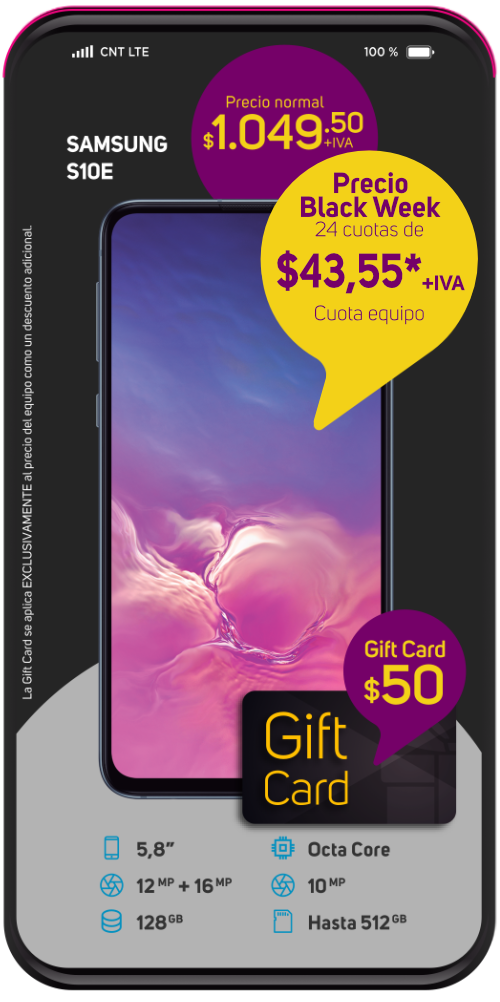 CNT LTE
100 %
Precio normal
$1.049.50
+IVA
SAMSUNG
S10E
Precio
Black Week
24 cuotas de
$43,55* +IVA
Cuota equipo
La Gift Card se aplica EXCLUSIVAMENTE al precio del equipo como un descuento adicional.
Gift Card
$50
Gift
Card
5,8”
Octa Core
12 MP + 16 MP
10 MP
128 GB
Hasta 512 GB